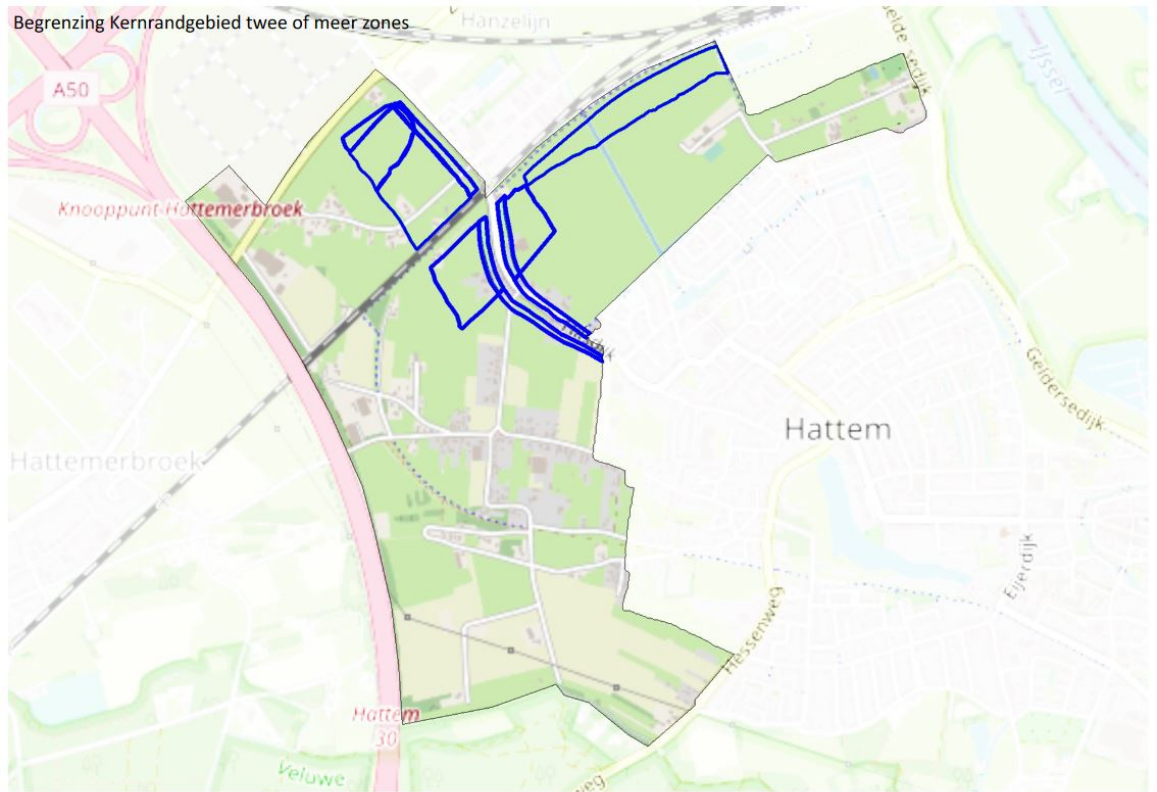 Begrenzing Kernrandgebied twee of meer zones
Hanzelijn
A50
IJssel
Knooppunt Hattemerbroek
Hattem
Geldersedijk
Hattemerbroek
Eijerdijk
Hessenweg
Hattem
30
Veluwe